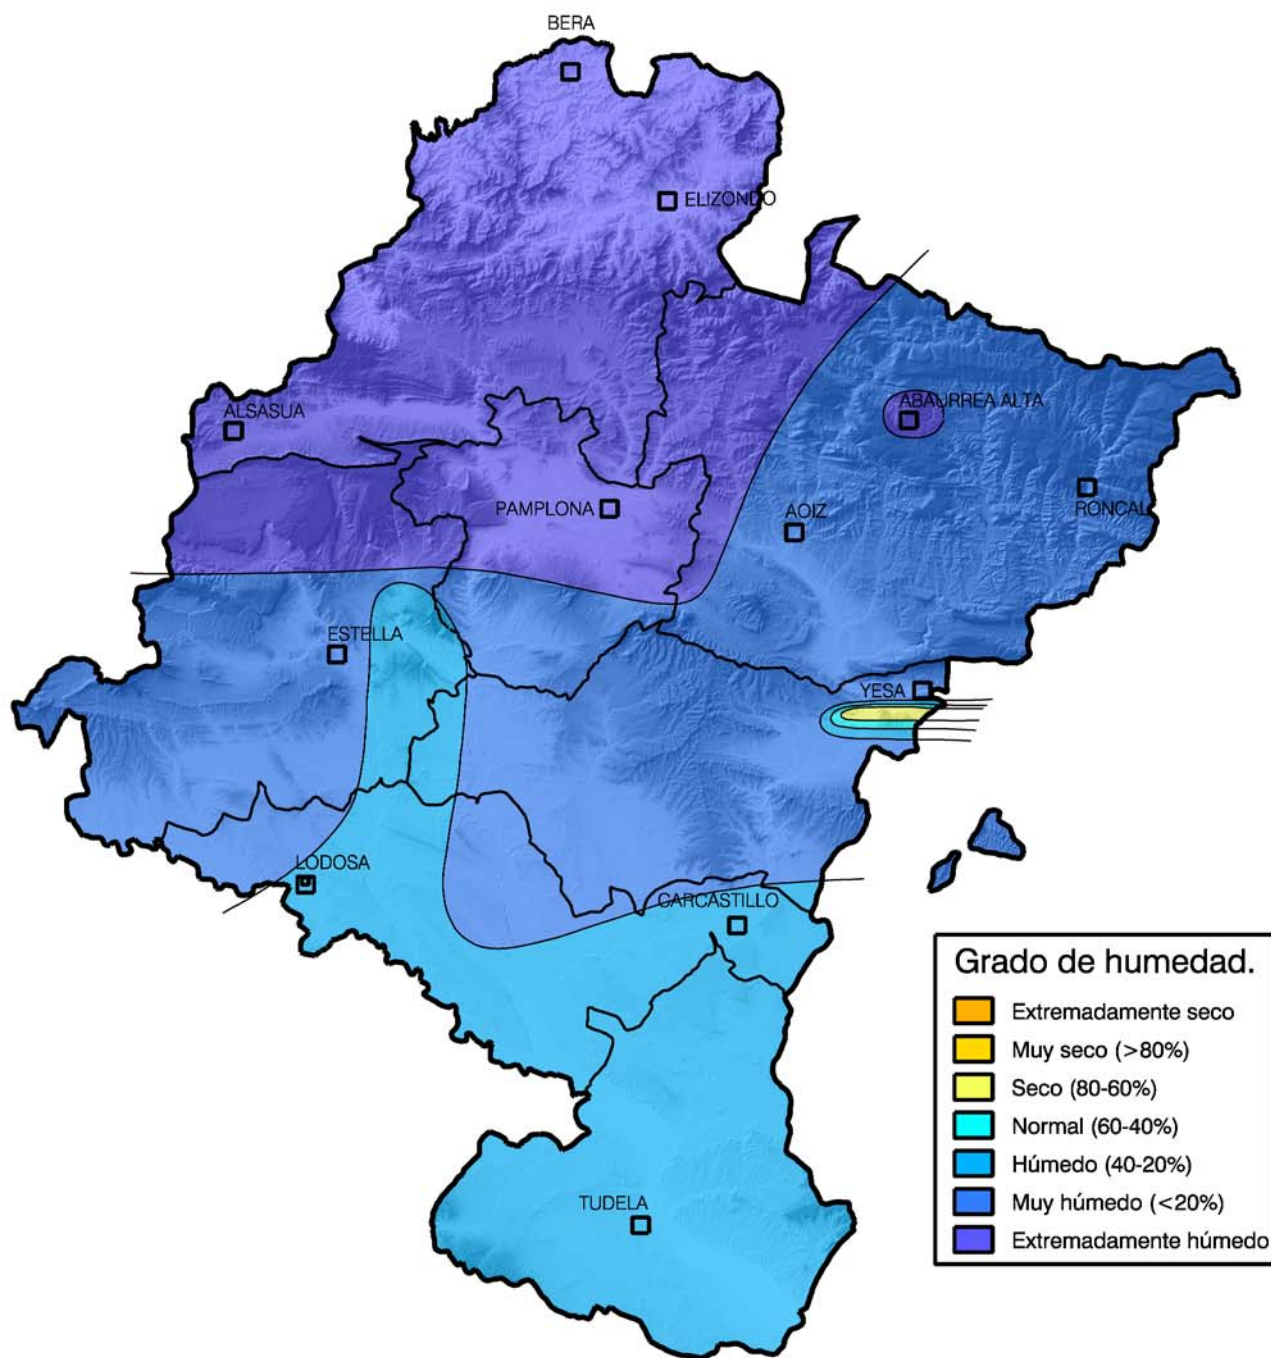 BERA
ELIZONDO
ALSASUA
ABAURREA ALTA
PAMPLONA
AOIZ
RONCAL
ESTELLA
YESA
LODOSA
CARCASTILLO
TUDELA
Grado de humedad.
Extremadamente seco
Muy seco (>80%)
Seco (80-60%)
Normal (60-40%)
Húmedo (40-20%)
Muy húmedo (<20%)
Extremadamente húmedo